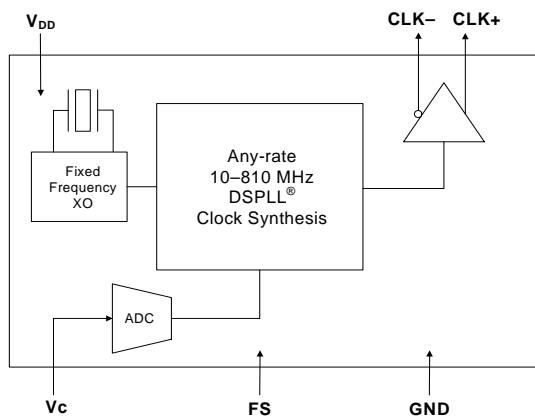 VDD
CLK– CLK+
Fixed
Frequency
XO
Any-rate
10–810 MHz
DSPLL®
Clock Synthesis
ADC
Vc
FS
GND